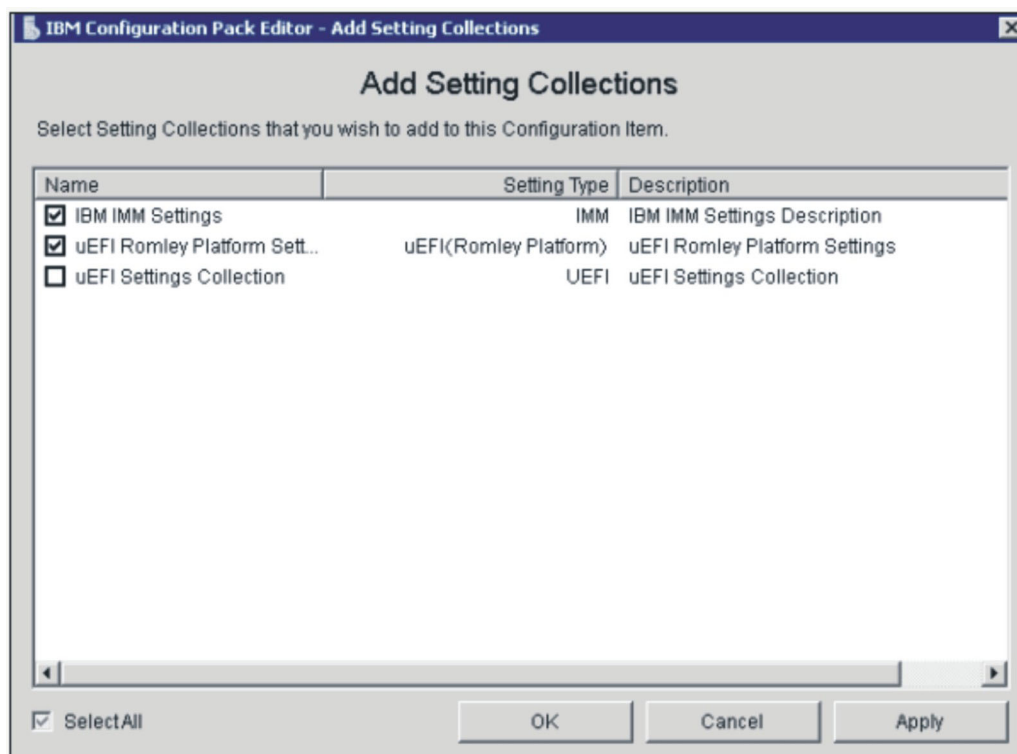 IBM Configuration Pack Editor - Add Setting Collections
Add Setting Collections
Select Setting Collections that you wish to add to this Configuration Item.
Name Setting Type Description
IBM IMM Settings IMM IBM IMM Settings Description
uEFI Romley Platform Sett... uEFI(Romley Platform) uEFI Romley Platform Settings
uEFI Settings Collection UEFI uEFI Settings Collection
SelectAll OK Cancel Apply